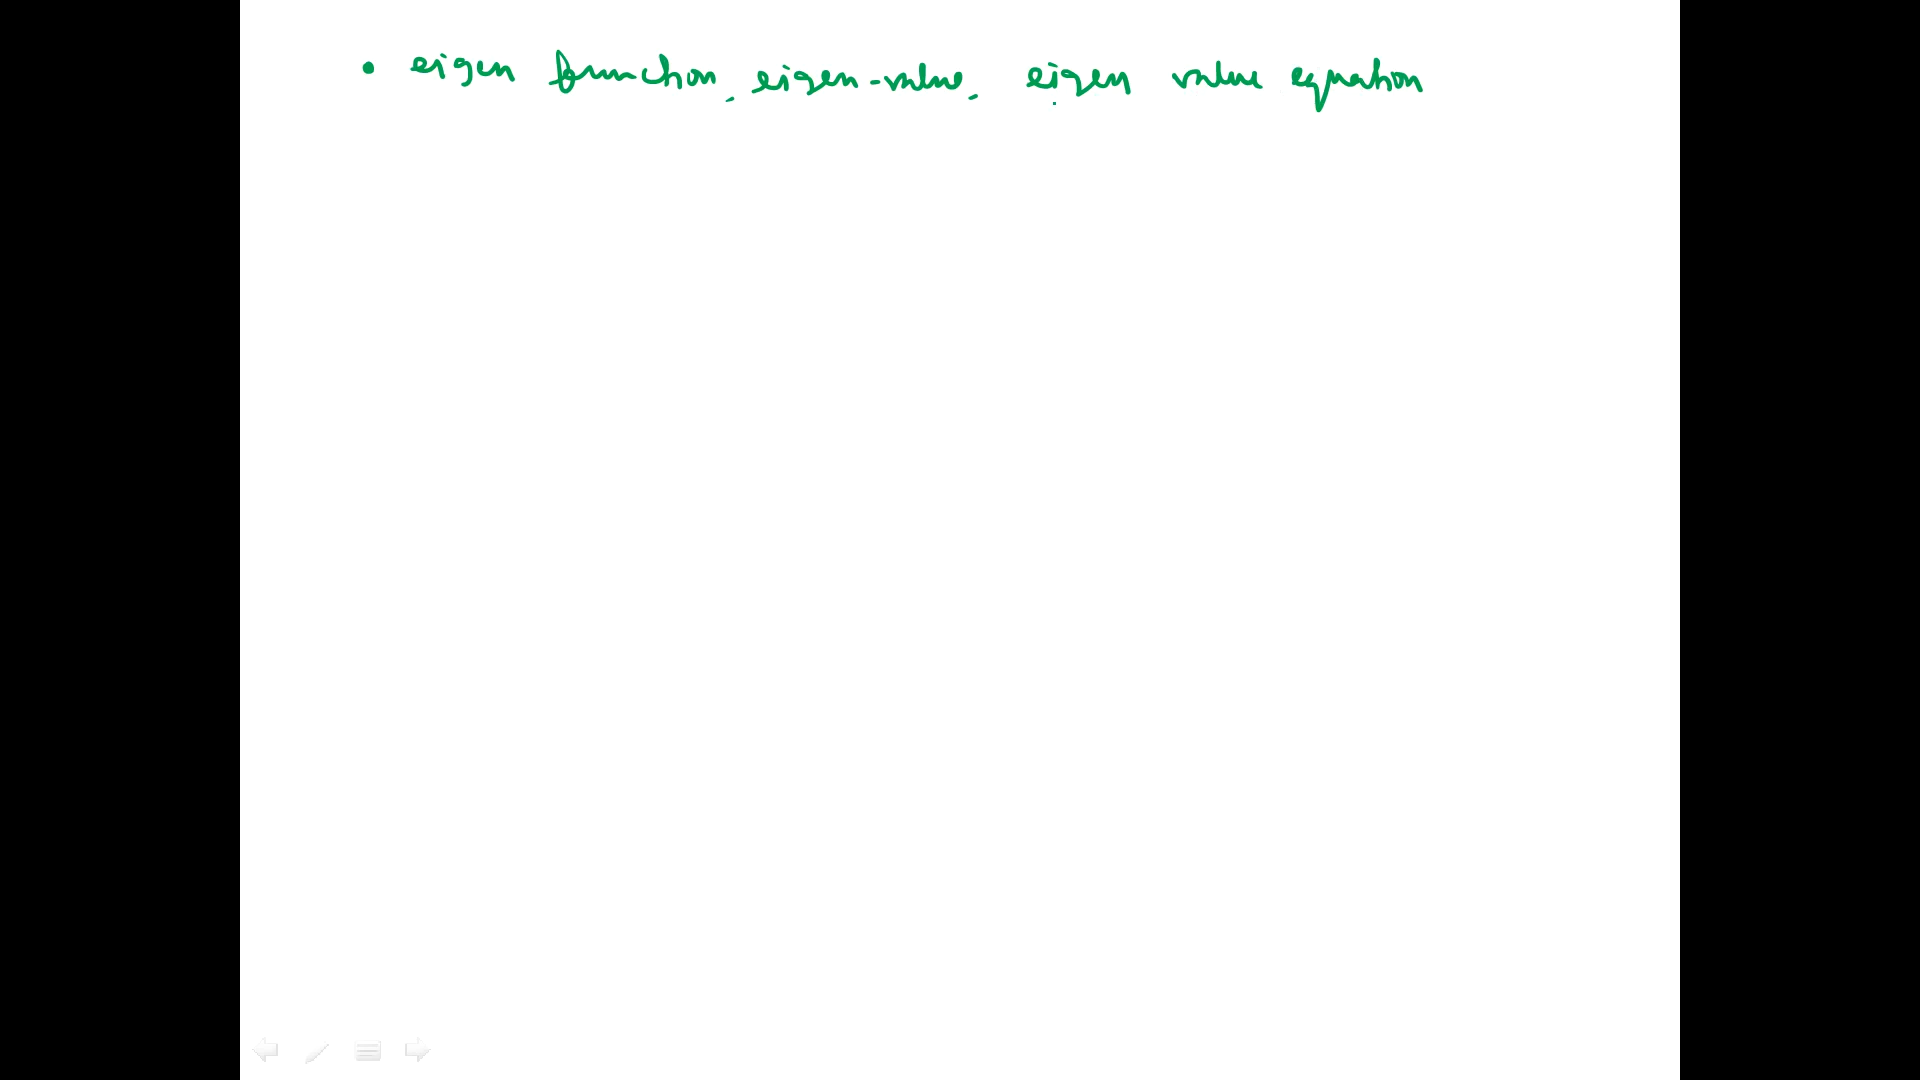 • eigen function, eigen-value, eigen value equation